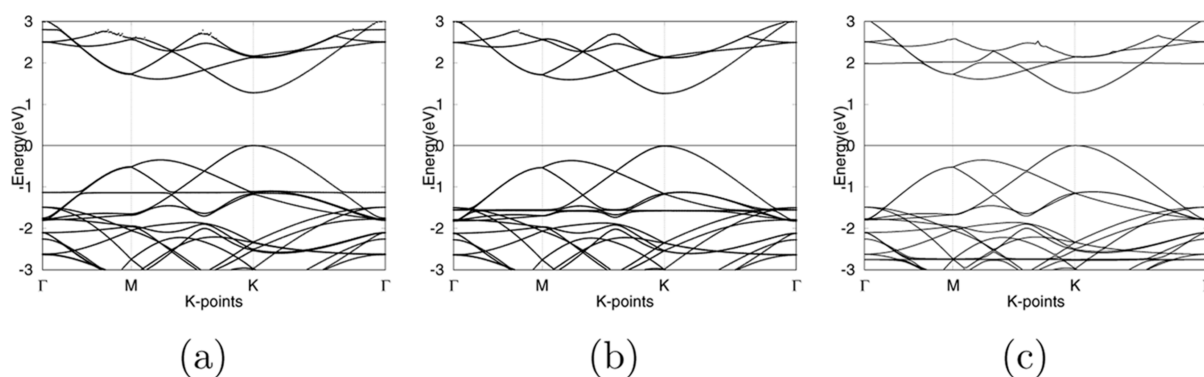 3 3 3
2 2 2
Energy(eV) 1 Energy(eV) 1 Energy(eV) 1
0 0 0
-1 -1 -1
-2 -2 -2
-3 -3 -3
Γ M K Γ Γ M K Γ Γ M K
K-points K-points K-points
(a) (b) (c)